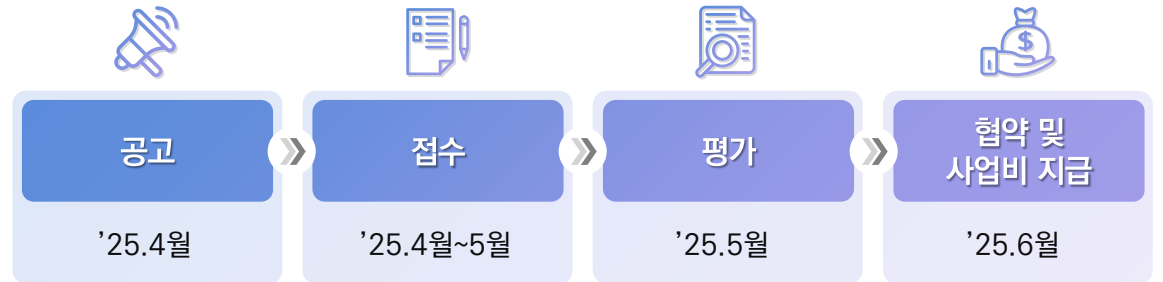 공고
접수
평가
협약 및
사업비 지급
’25.4월
’25.4월~5월
’25.5월
’25.6월